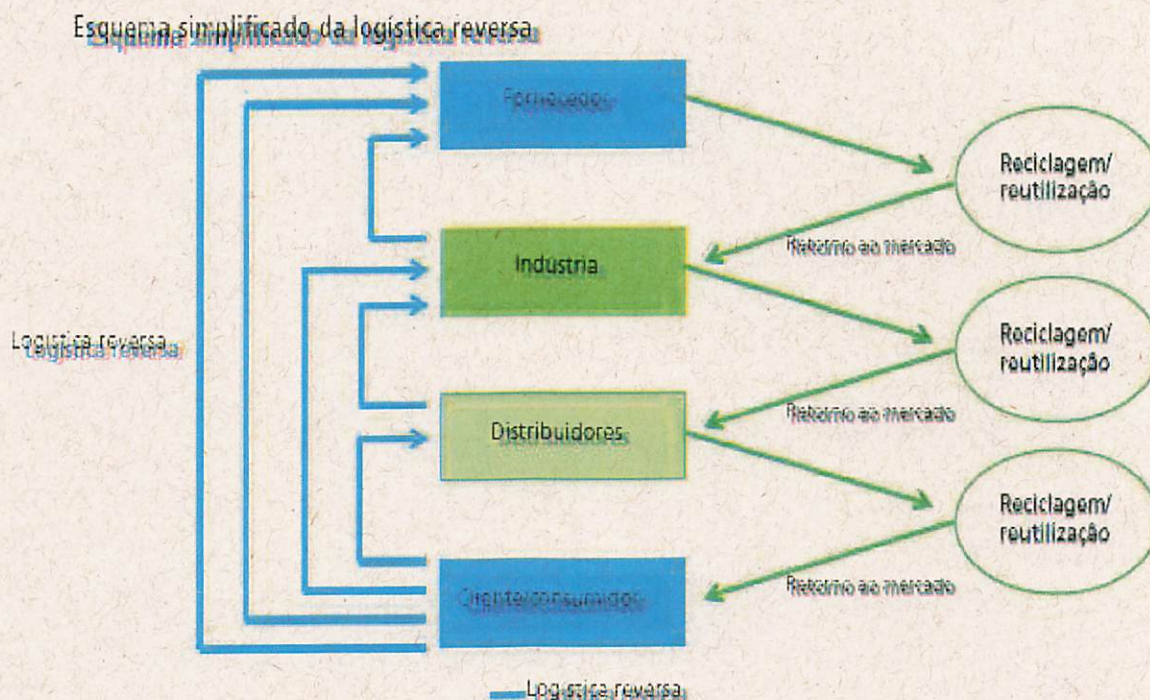 Esquema simplificado da logística reversa
Fornecedor
Reciclagem/
reutilização
Retorno ao mercado
Indústria
Logística reversa
Reciclagem/
reutilização
Retorno ao mercado
Distribuidores
Reciclagem/
reutilização
Retorno ao mercado
Cliente/consumidor
Logística reversa